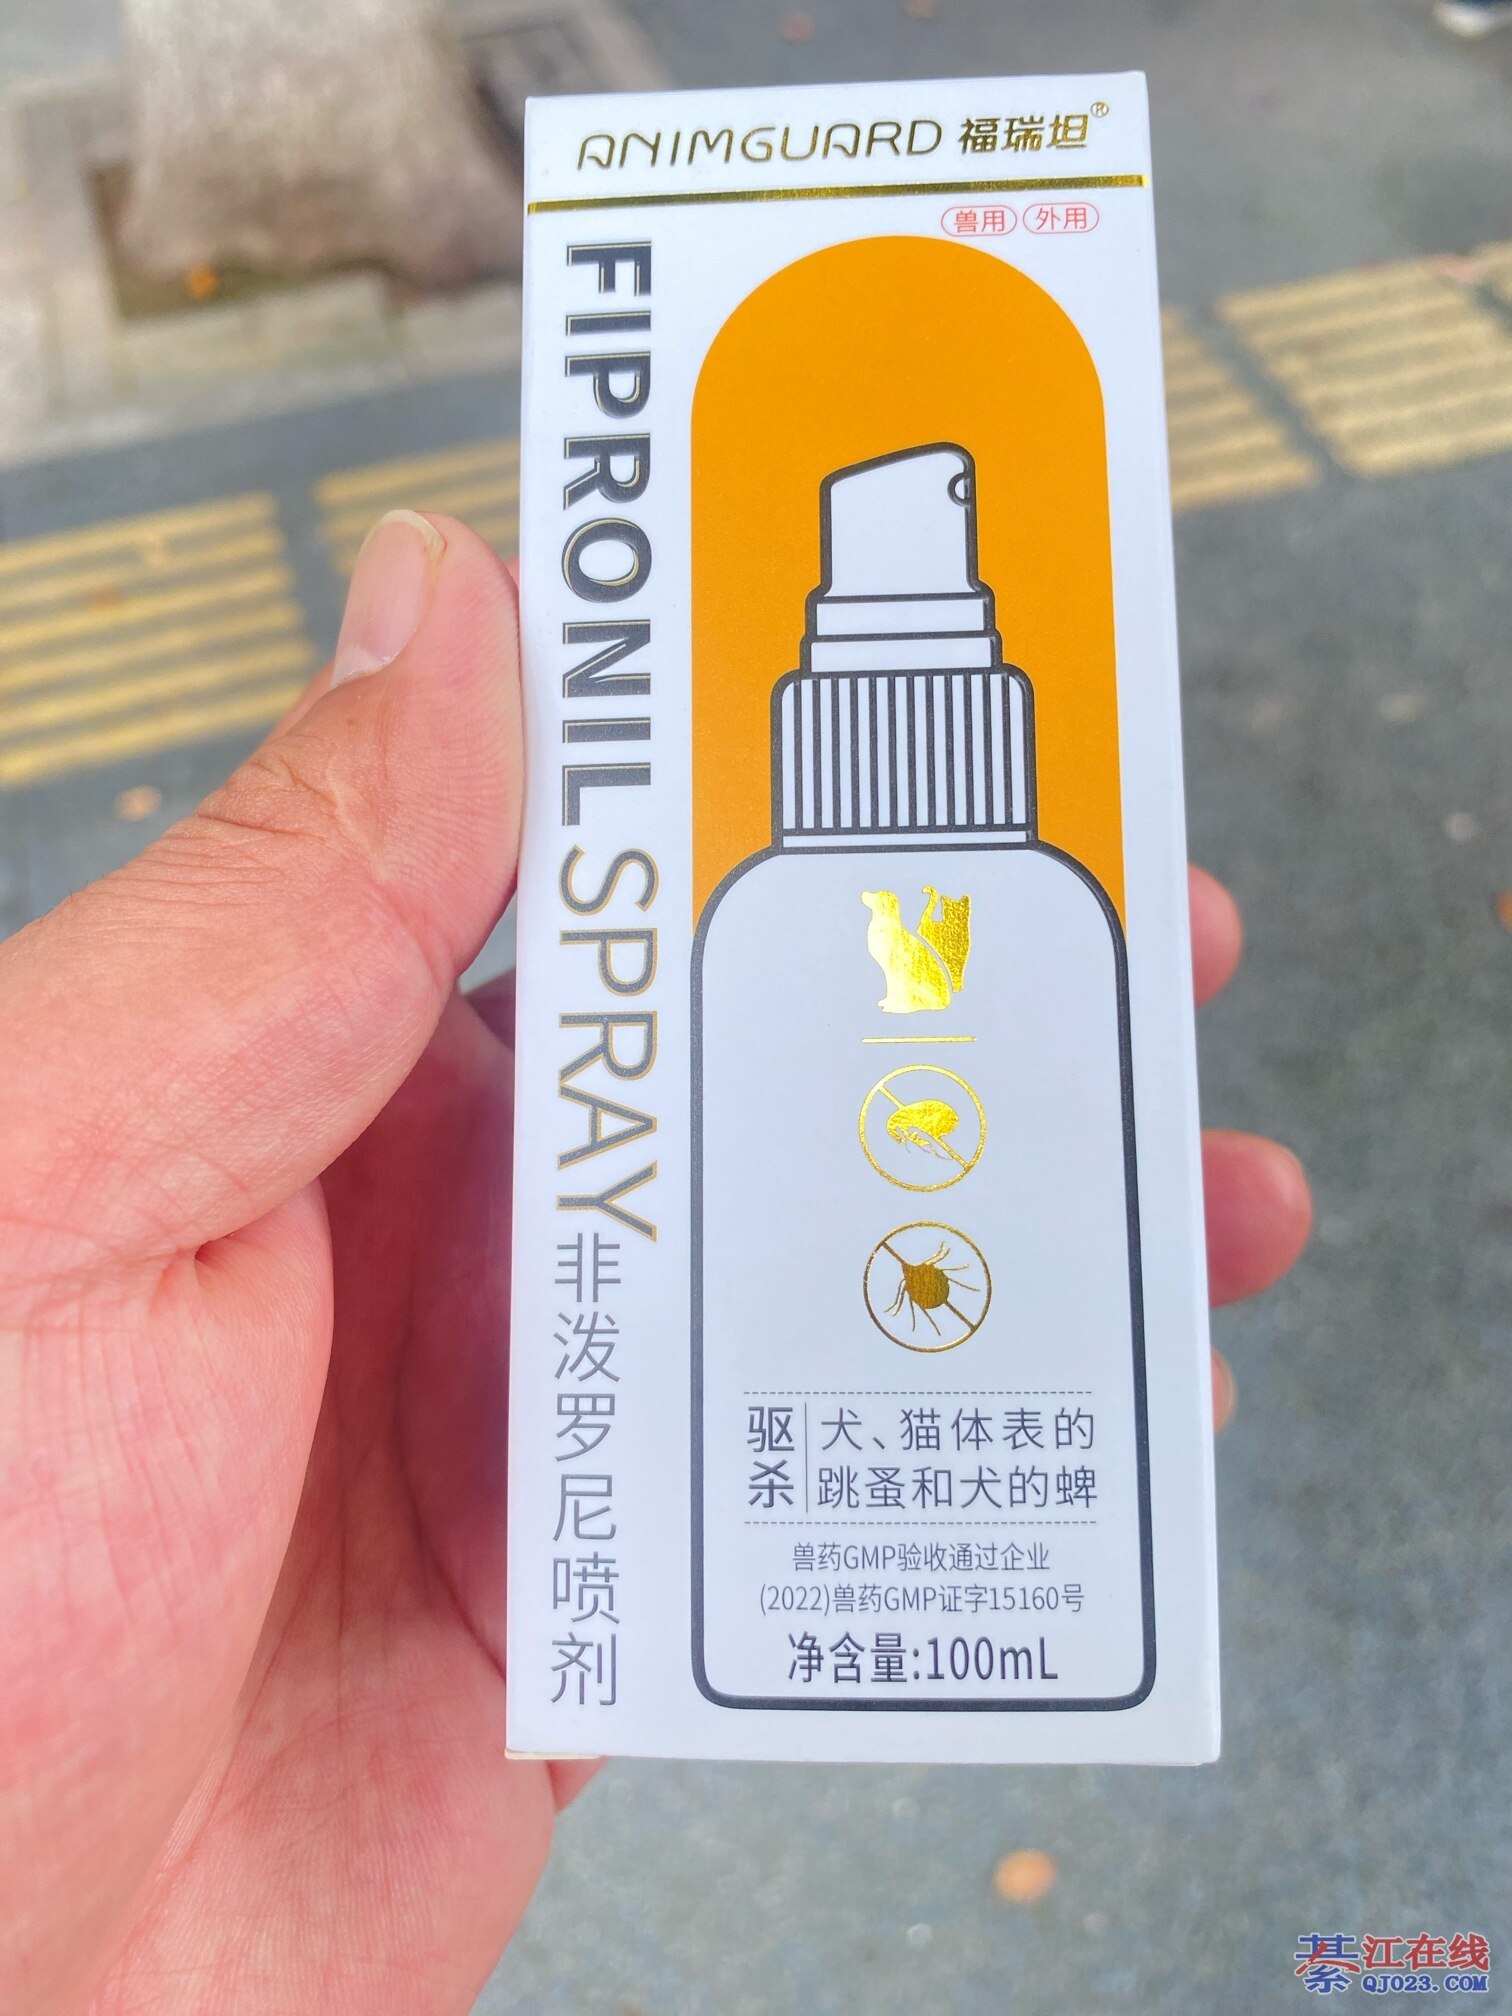 ANIMGUARD 福瑞坦®
兽用 外用
FIPRONIL SPRAY 非泼罗尼喷剂
驱杀
犬、猫体表的
跳蚤和犬的蜱
兽药GMP验收通过企业
(2022)兽药GMP证字15160号
净含量:100mL
綦江在线
QJ023.COM